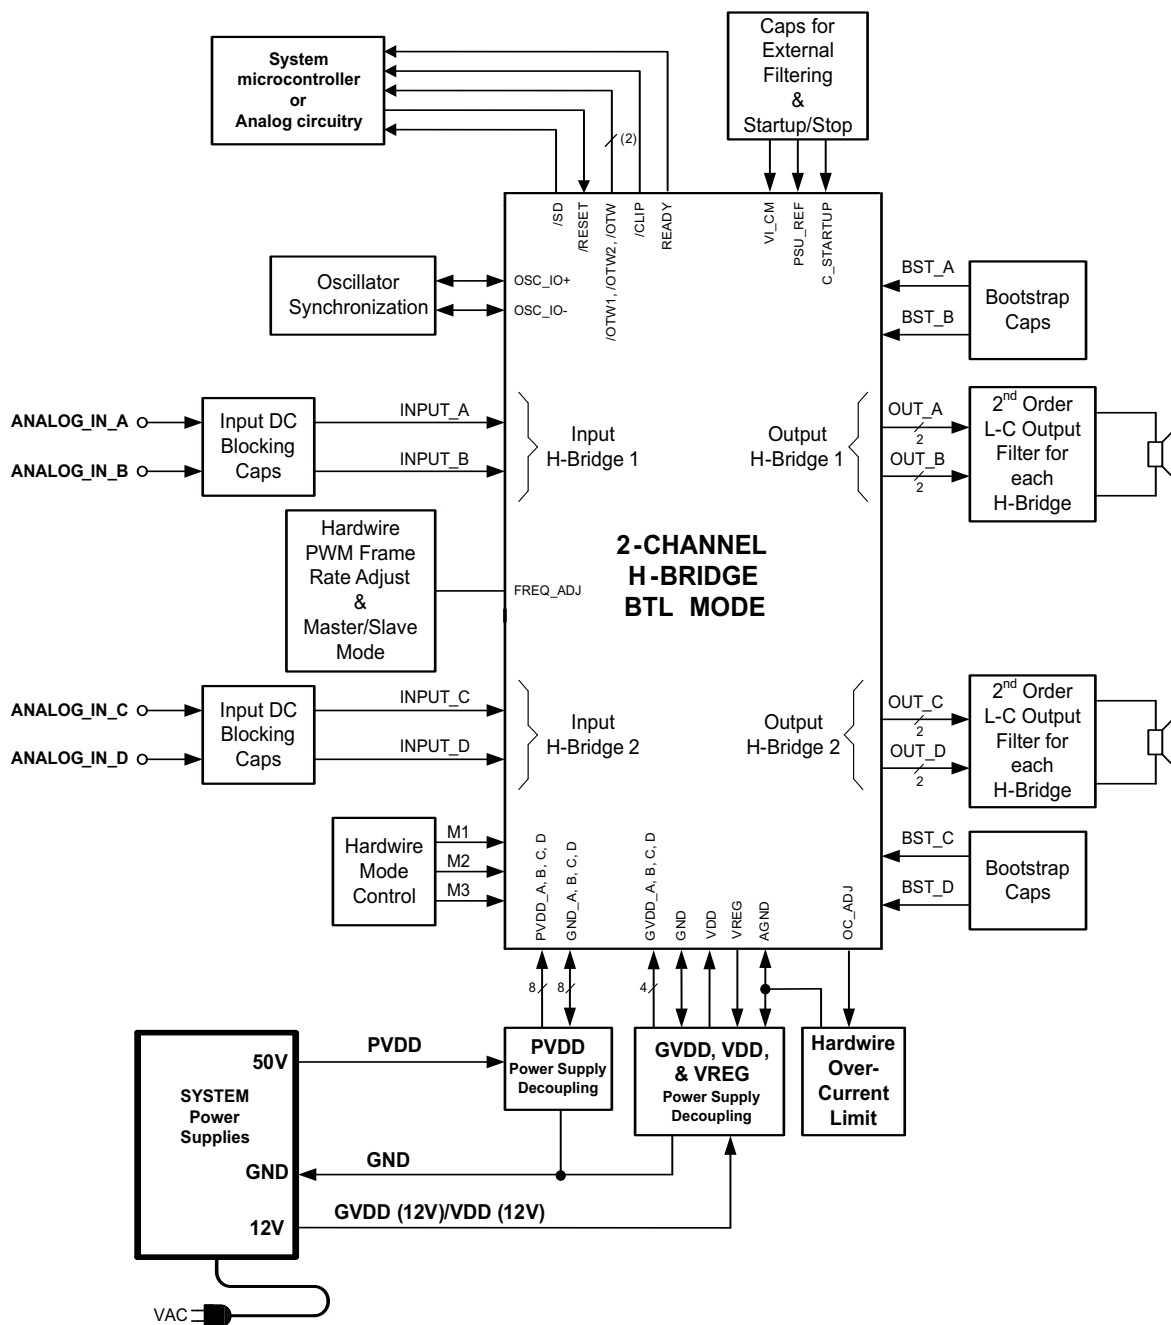 System
microcontroller
or
Analog circuitry
Caps for
External
Filtering
&
Startup/Stop
(2)
/SD
/RESET
/OTW1, /OTW2, /OTW
/CLIP
READY
VI_CM
PSU_REF
C_STARTUP
Oscillator
Synchronization
OSC_IO+
OSC_IO-
BST_A
BST_B
Bootstrap
Caps
ANALOG_IN_A
ANALOG_IN_B
Input DC
Blocking
Caps
INPUT_A
INPUT_B
Input
H-Bridge 1
Output
H-Bridge 1
OUT_A
2
OUT_B
2
2nd Order
L-C Output
Filter for
each
H-Bridge
Hardwire
PWM Frame
Rate Adjust
&
Master/Slave
Mode
FREQ_ADJ
2-CHANNEL
H-BRIDGE
BTL MODE
ANALOG_IN_C
ANALOG_IN_D
Input DC
Blocking
Caps
INPUT_C
INPUT_D
Input
H-Bridge 2
Output
H-Bridge 2
OUT_C
2
OUT_D
2
2nd Order
L-C Output
Filter for
each
H-Bridge
Hardwire
Mode
Control
M1
M2
M3
PVDD_A, B, C, D
GND_A, B, C, D
GVDD_A, B, C, D
GND
VDD
VREG
AGND
OC_ADJ
BST_C
BST_D
Bootstrap
Caps
8
8
4
PVDD
Power Supply
Decoupling
GVDD, VDD,
& VREG
Power Supply
Decoupling
Hardwire
Over-
Current
Limit
50V
SYSTEM
Power
Supplies
GND
12V
PVDD
GND
GVDD (12V)/VDD (12V)
VAC